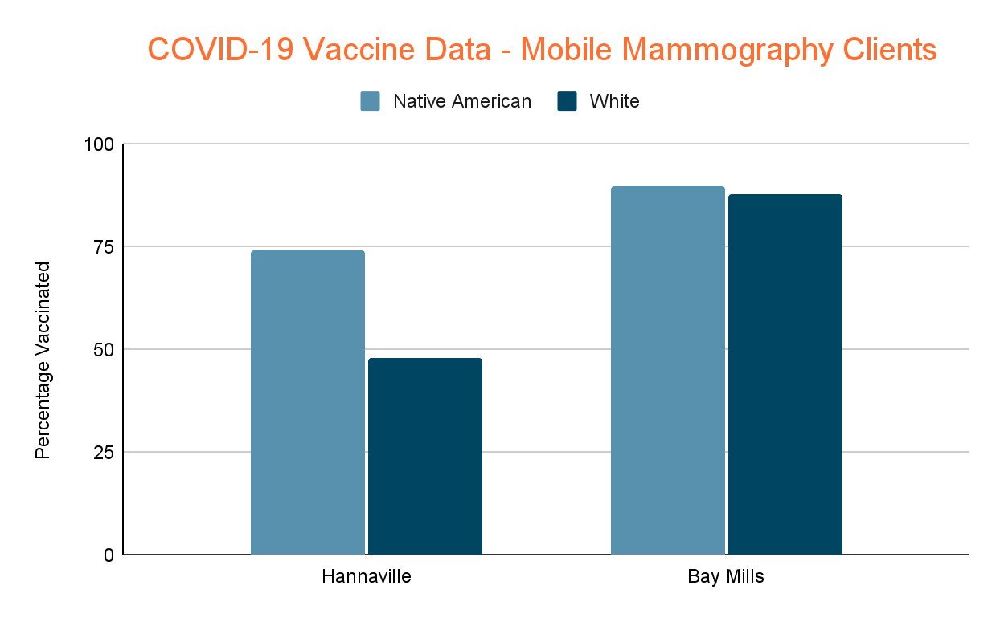 COVID-19 Vaccine Data - Mobile Mammography Clients
Native American
White
100
75
50
25
0
Percentage Vaccinated
Hannaville
Bay Mills